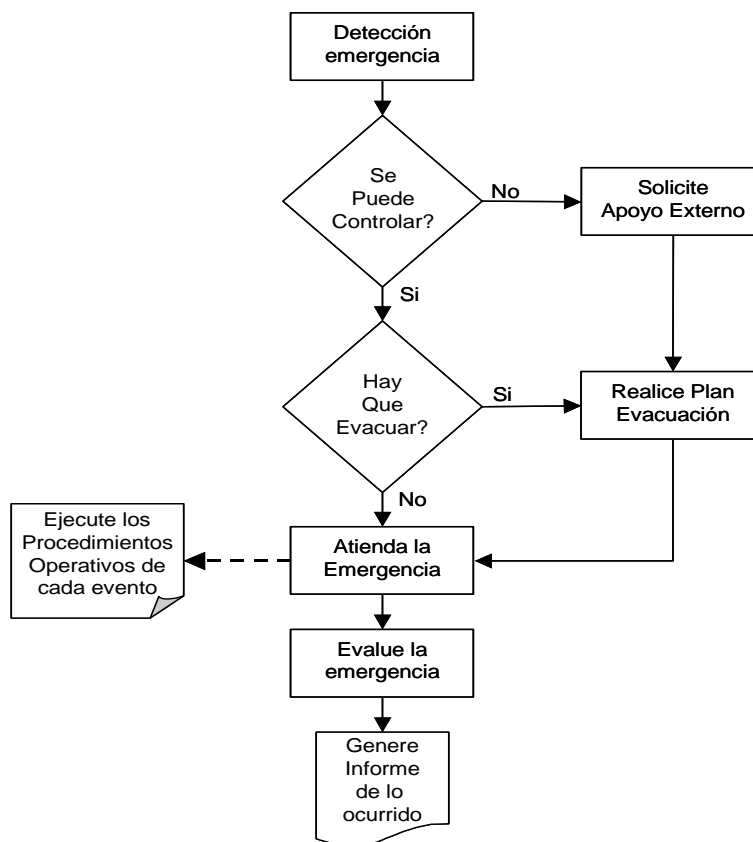 Detección
emergencia
Se
Puede
Controlar?
No
Solicite
Apoyo Externo
Si
Hay
Que
Evacuar?
Si
Realice Plan
Evacuación
No
Ejecute los
Procedimientos
Operativos de
cada evento
Atienda la
Emergencia
Evalue la
emergencia
Genere
Informe
de lo
ocurrido